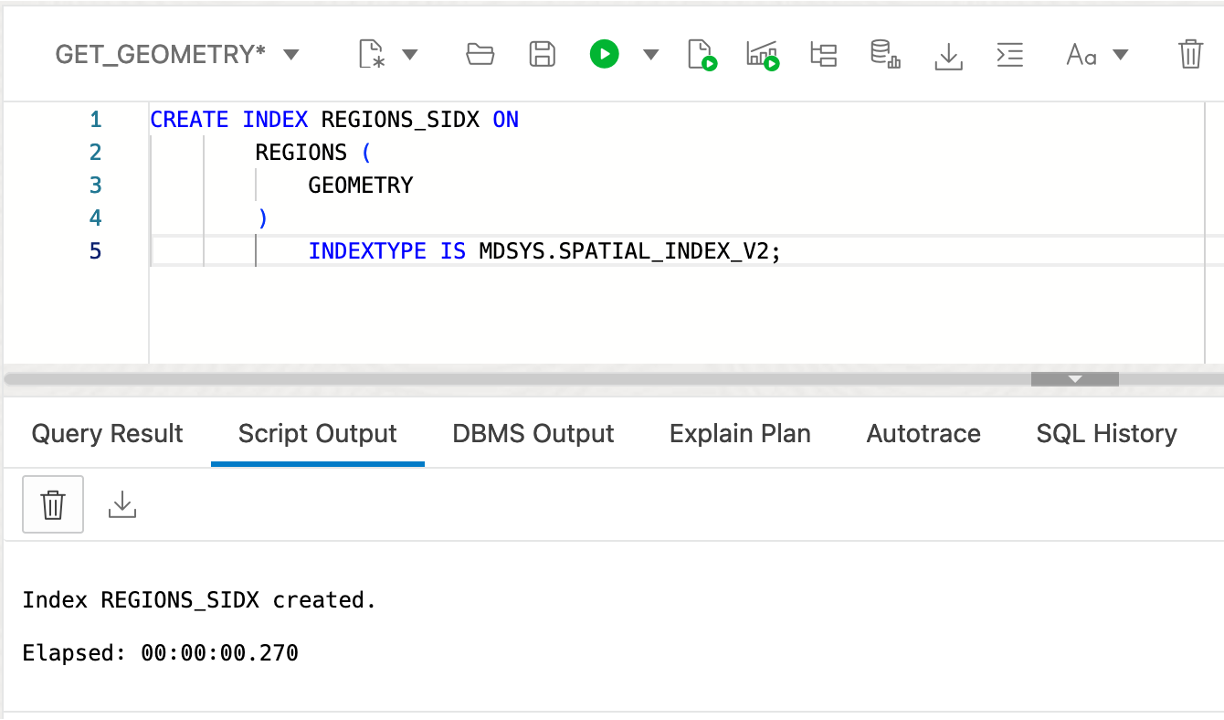 GET_GEOMETRY*
Aa
1 CREATE INDEX REGIONS_SIDX ON
2 REGIONS (
3 GEOMETRY
4 )
5 INDEXTYPE IS MDSYS.SPATIAL_INDEX_V2;
Query Result Script Output DBMS Output Explain Plan Autotrace SQL History
Index REGIONS_SIDX created.
Elapsed: 00:00:00.270